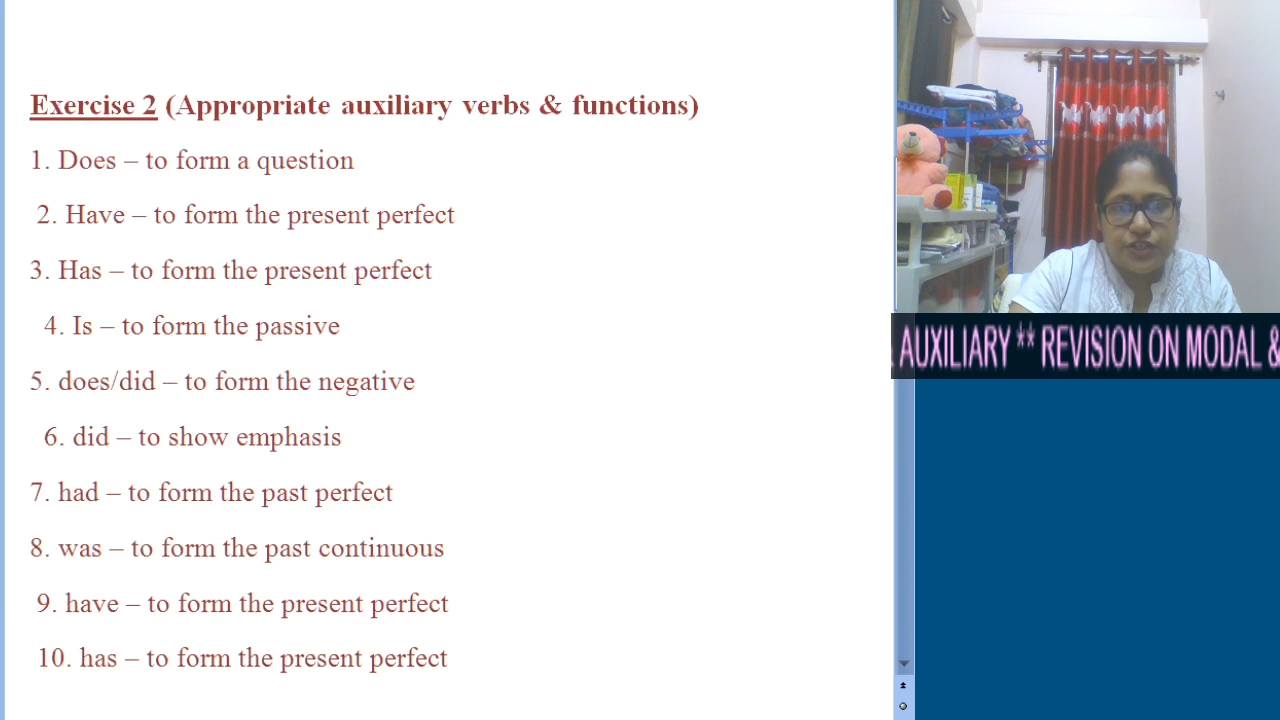 Exercise 2 (Appropriate auxiliary verbs & functions)
1. Does – to form a question
2. Have – to form the present perfect
3. Has – to form the present perfect
4. Is – to form the passive
5. does/did – to form the negative
6. did – to show emphasis
7. had – to form the past perfect
8. was – to form the past continuous
9. have – to form the present perfect
10. has – to form the present perfect
AUXILIARY ** REVISION ON MODAL &